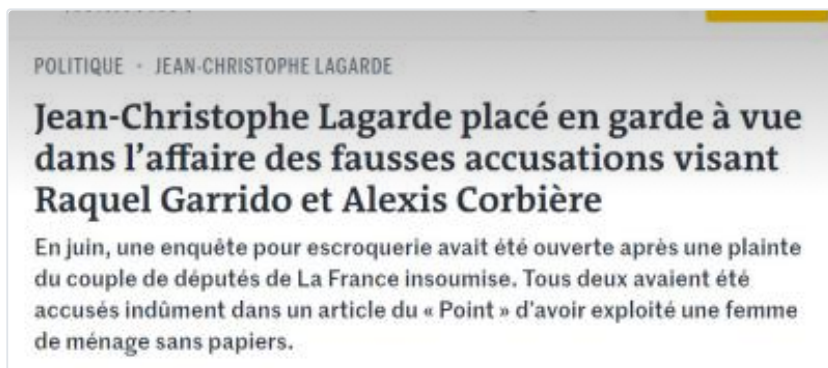 POLITIQUE • JEAN-CHRISTOPHE LAGARDE
Jean-Christophe Lagarde placé en garde à vue
dans l’affaire des fausses accusations visant
Raquel Garrido et Alexis Corbière
En juin, une enquête pour escroquerie avait été ouverte après une plainte
du couple de députés de La France insoumise. Tous deux avaient été
accusés indûment dans un article du « Point » d’avoir exploité une femme
de ménage sans papiers.